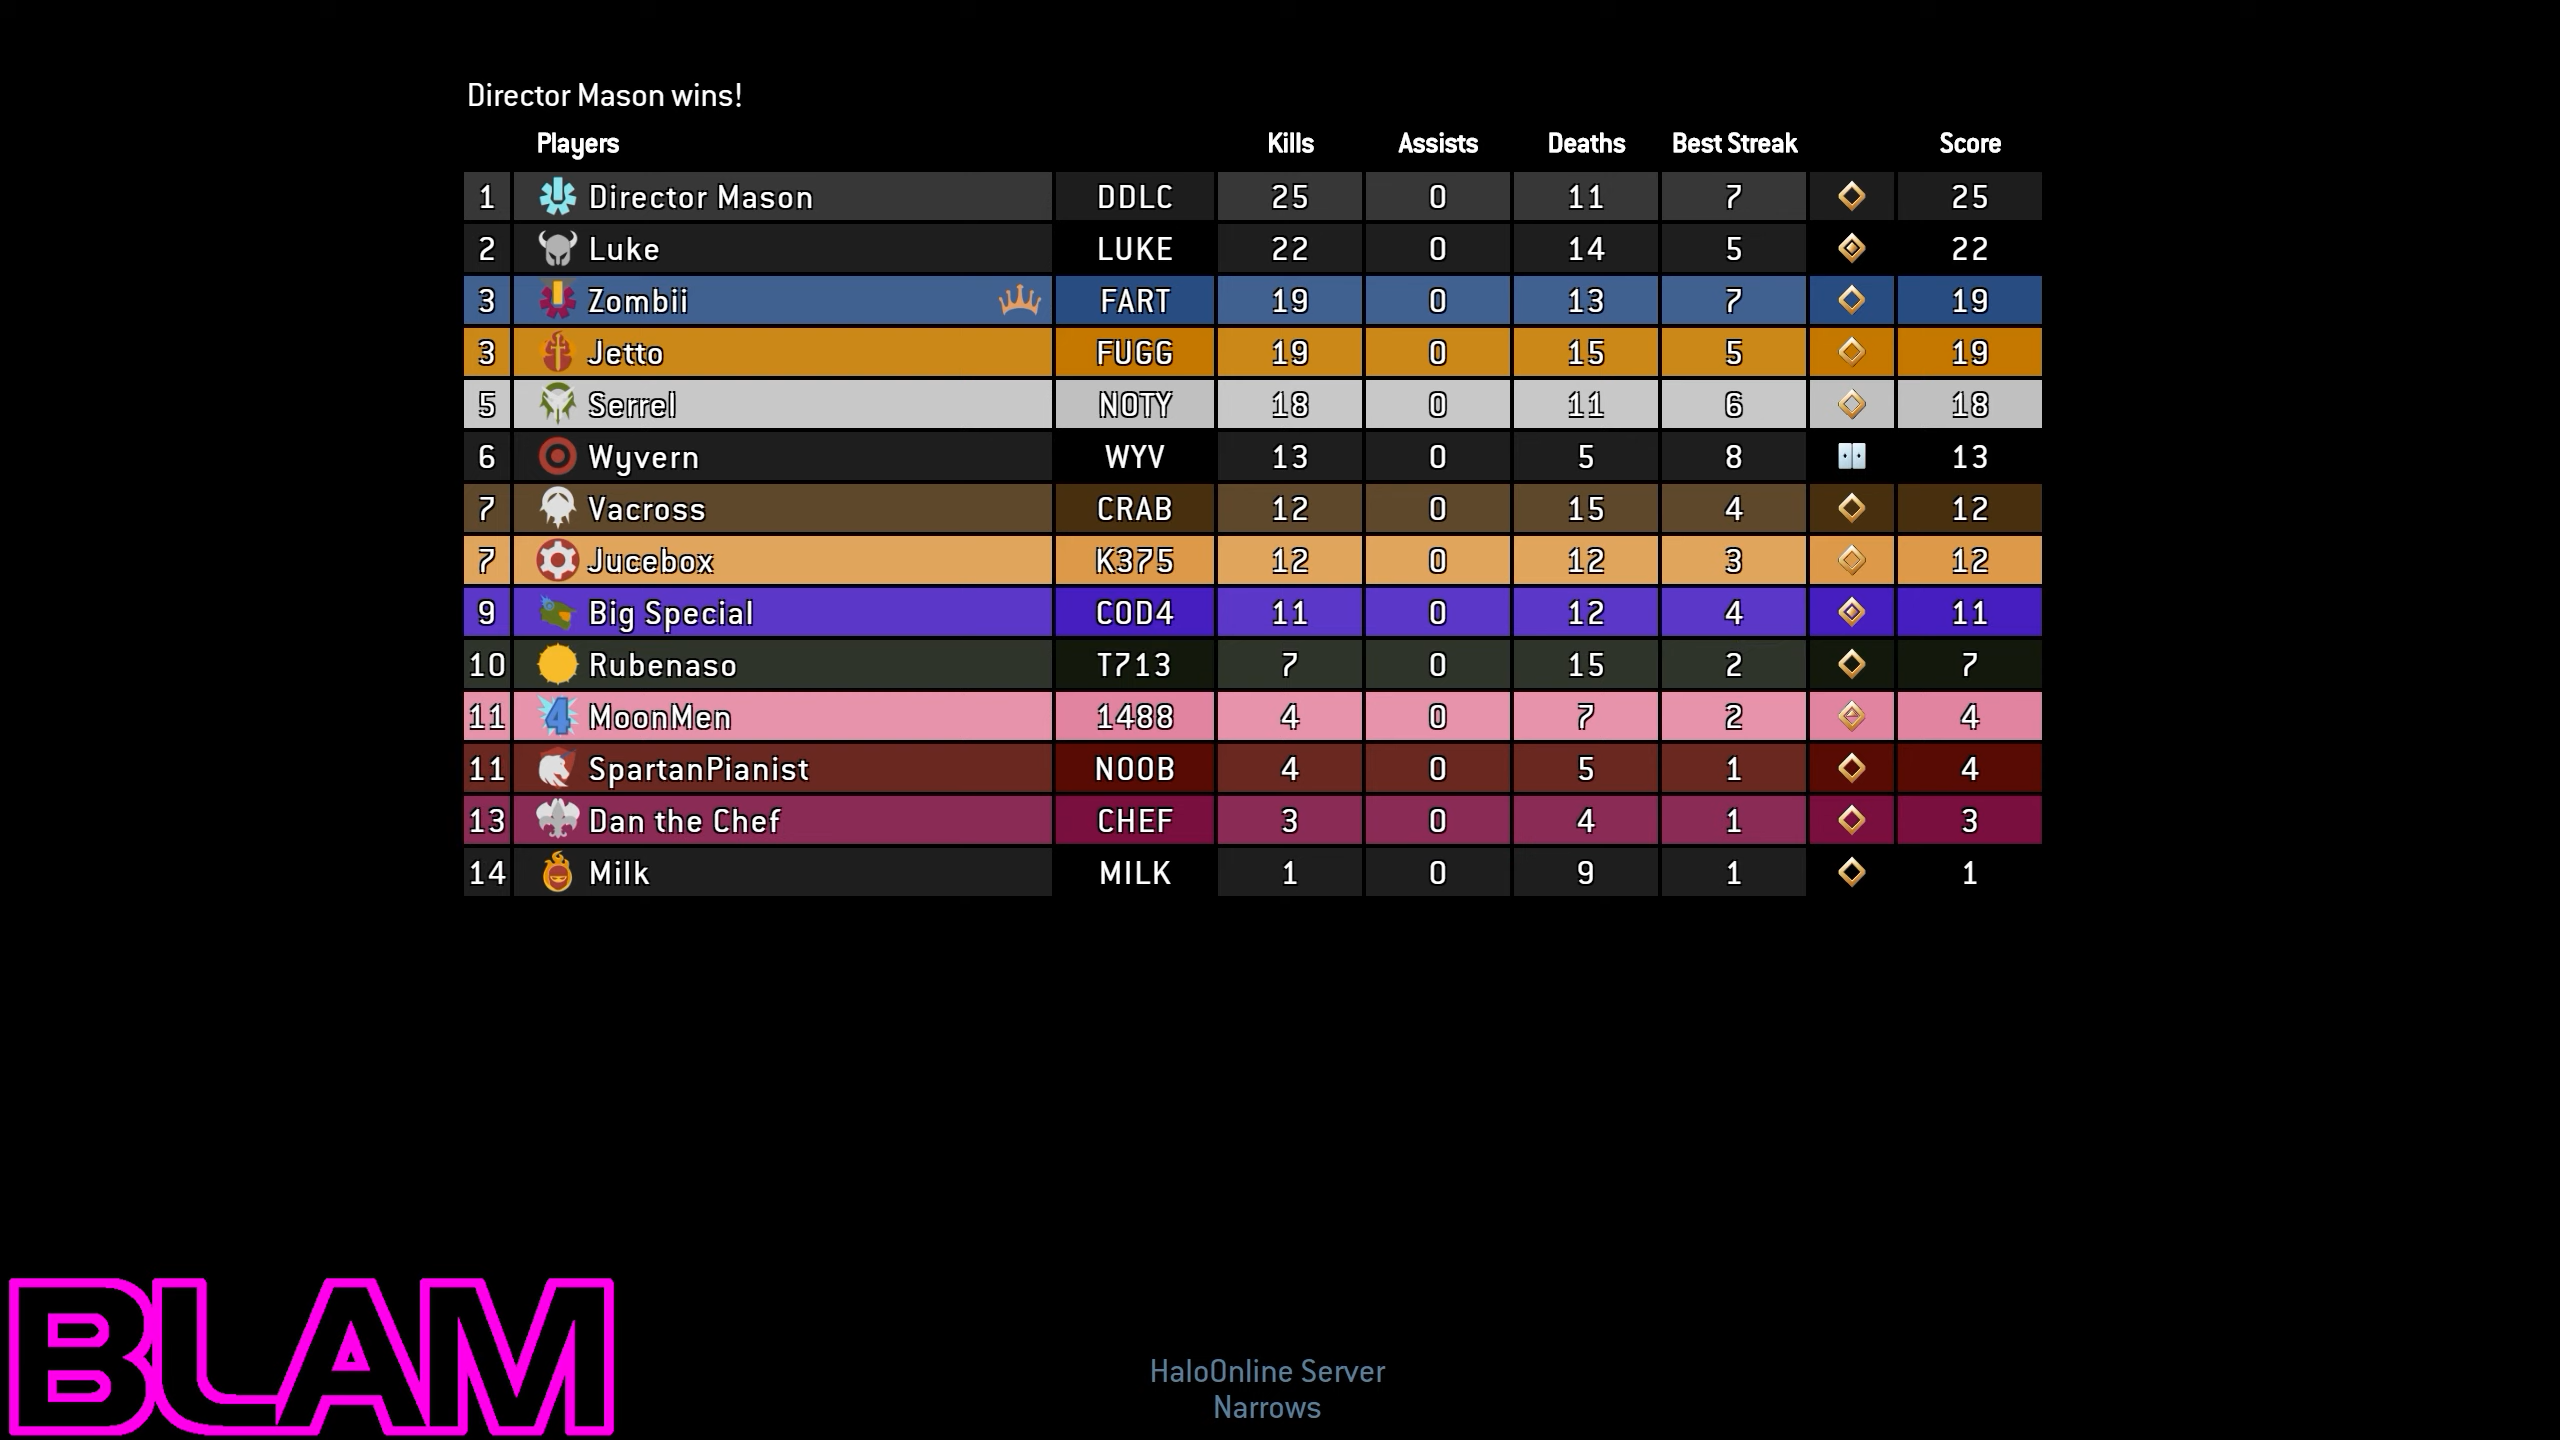 Director Mason wins!
Players Kills Assists Deaths Best Streak Score
1 Director Mason DDLC 25 0 11 7 25
2 Luke LUKE 22 0 14 5 22
3 Zombii FART 19 0 13 7 19
3 Jetto FUGG 19 0 15 5 19
5 Serrel NOTY 18 0 11 6 18
6 Wyvern WYV 13 0 5 8 13
7 Vacross CRAB 12 0 15 4 12
7 Jucebox K375 12 0 12 3 12
9 Big Special COD4 11 0 12 4 11
10 Rubenaso T713 7 0 15 2 7
11 4 MoonMen 1488 4 0 7 2 4
11 SpartanPianist NOOB 4 0 5 1 4
13 Dan the Chef CHEF 3 0 4 1 3
14 Milk MILK 1 0 9 1 1
BLAM
HaloOnline Server
Narrows